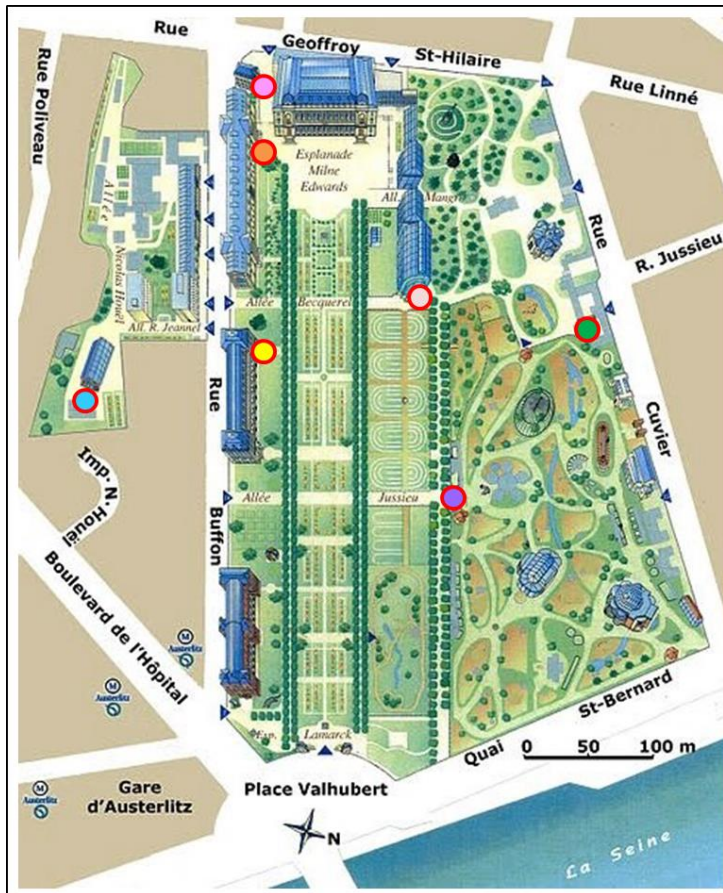 Rue
Geoffroy
St-Hilaire
Rue Linné
Rue Poliveau
Esplanade
Milne
Edwards
Allée
Nicolas Houël
All.
Rue
R. Jussieu
Allée
Becquerel
All. R. Jeannel
Rue
Cuvier
Imp. N.
Houël
Allée
Jussieu
Buffon
Boulevard de l'Hôpital
M
Austerlitz
M
Austerlitz
Esp.
Lamarck
St-Bernard
Quai
0 50 100 m
M
Austerlitz
Gare
d'Austerlitz
Place Valhubert
N
La Seine